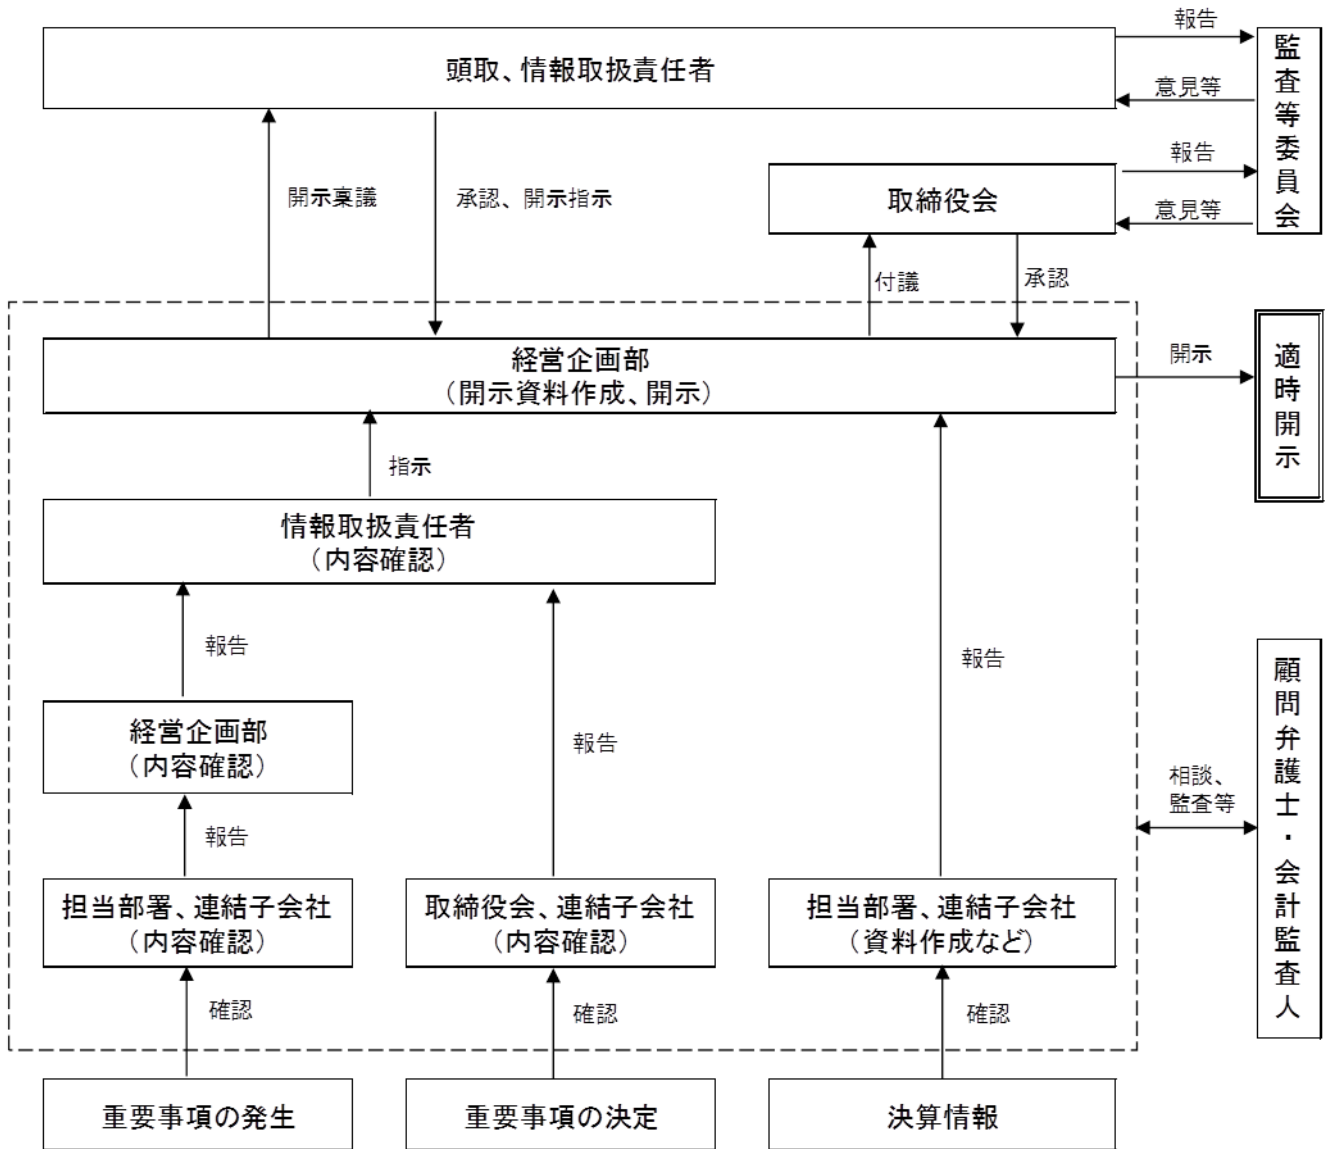 報告
頭取、情報取扱責任者
監査等委員会
意見等
報告
開示稟議
承認、開示指示
取締役会
意見等
付議
承認
経営企画部
（開示資料作成、開示）
開示
適時開示
指示
情報取扱責任者
（内容確認）
報告
報告
顧問弁護士・会計監査人
経営企画部
（内容確認）
報告
相談、
監査等
報告
担当部署、連結子会社
（内容確認）
取締役会、連結子会社
（内容確認）
担当部署、連結子会社
（資料作成など）
確認
確認
確認
重要事項の発生
重要事項の決定
決算情報